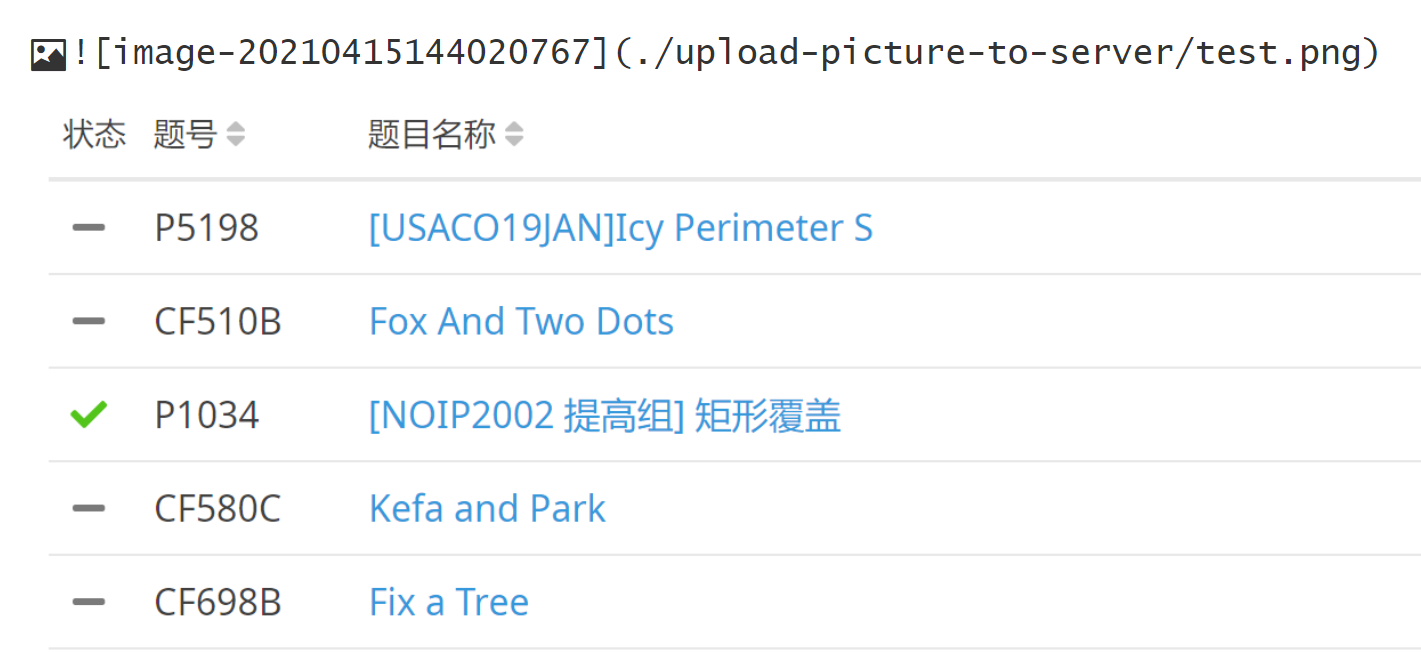 ![image-20210415144020767](./upload-picture-to-server/test.png)
状态 题号 题目名称
P5198 [USACO19JAN]Icy Perimeter S
CF510B Fox And Two Dots
P1034 [NOIP2002 提高组] 矩形覆盖
CF580C Kefa and Park
CF698B Fix a Tree